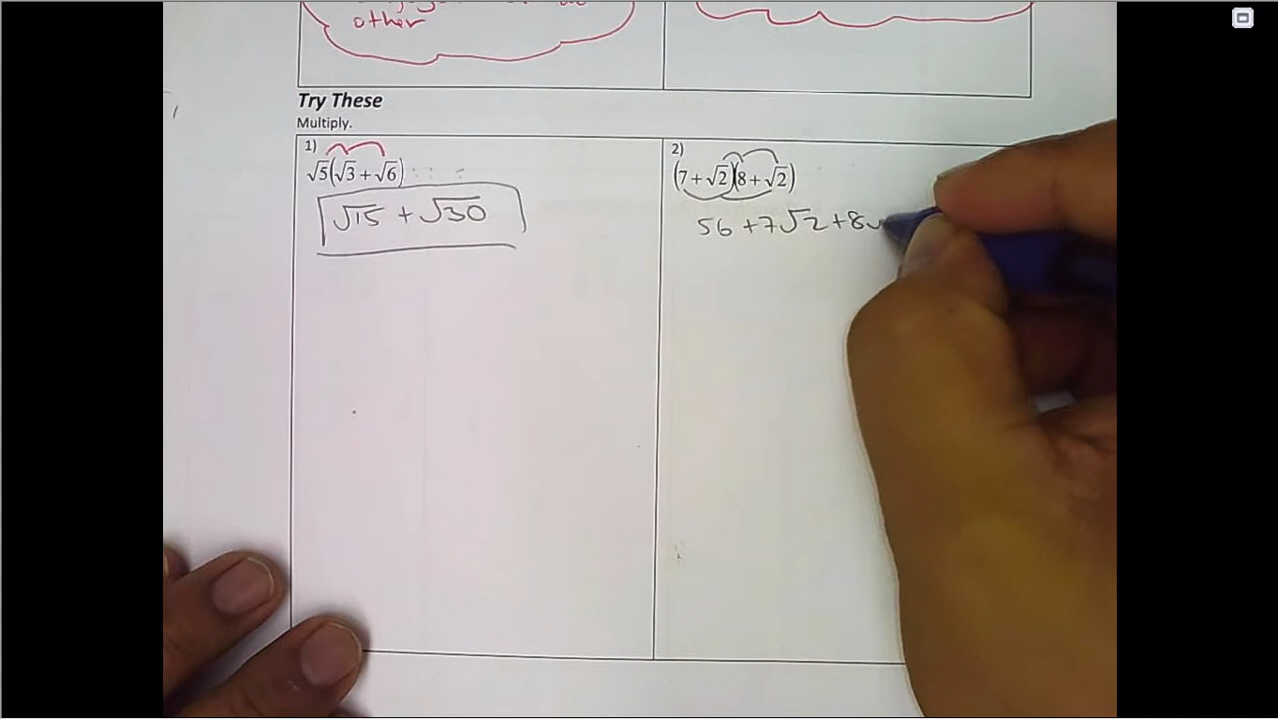 other
Try These
Multiply.
1)
√5(√3 + √6)
√15 + √30
2)
(7 + √2)(8 + √2)
56 + 7√2 + 8√